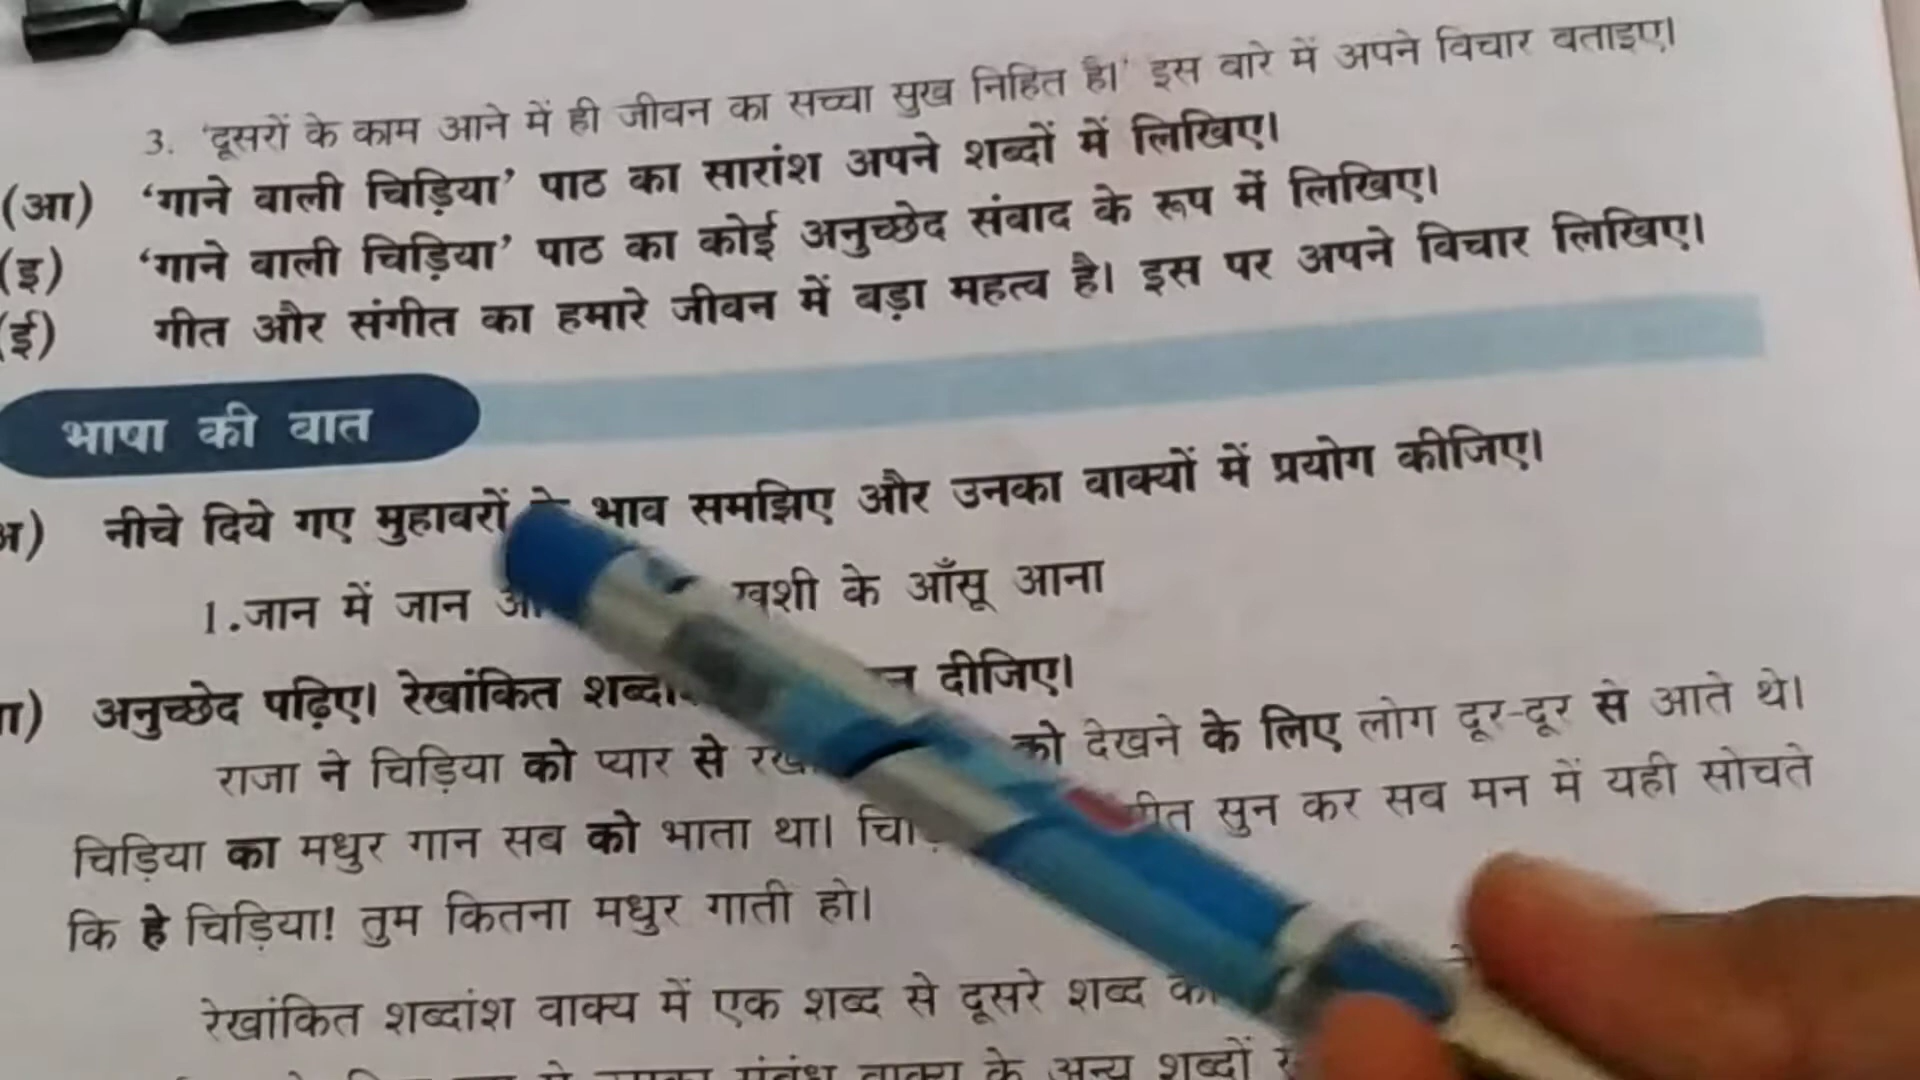 3. 'दूसरों के काम आने में ही जीवन का सच्चा सुख निहित है।' इस बारे में अपने विचार बताइए।
(आ) ‘गाने वाली चिड़िया’ पाठ का सारांश अपने शब्दों में लिखिए।
(इ) ‘गाने वाली चिड़िया’ पाठ का कोई अनुच्छेद संवाद के रूप में लिखिए।
(ई) गीत और संगीत का हमारे जीवन में बड़ा महत्व है। इस पर अपने विचार लिखिए।
भाषा की बात
नीचे दिये गए मुहावरों भाव समझिए और उनका वाक्यों में प्रयोग कीजिए।
1.जान में जान के आँसू आना
अनुच्छेद पढ़िए। रेखांकित दीजिए।
राजा ने चिड़िया को प्यार से को देखने के लिए लोग दूर-दूर से आते थे।
चिड़िया का मधुर गान सब को भाता था। सुन कर सब मन में यही सोचते
कि हे चिड़िया! तुम कितना मधुर गाती हो।
रेखांकित शब्दांश वाक्य में एक शब्द से दूसरे शब्द
संबंध वाक्य के अन्य शब्दों